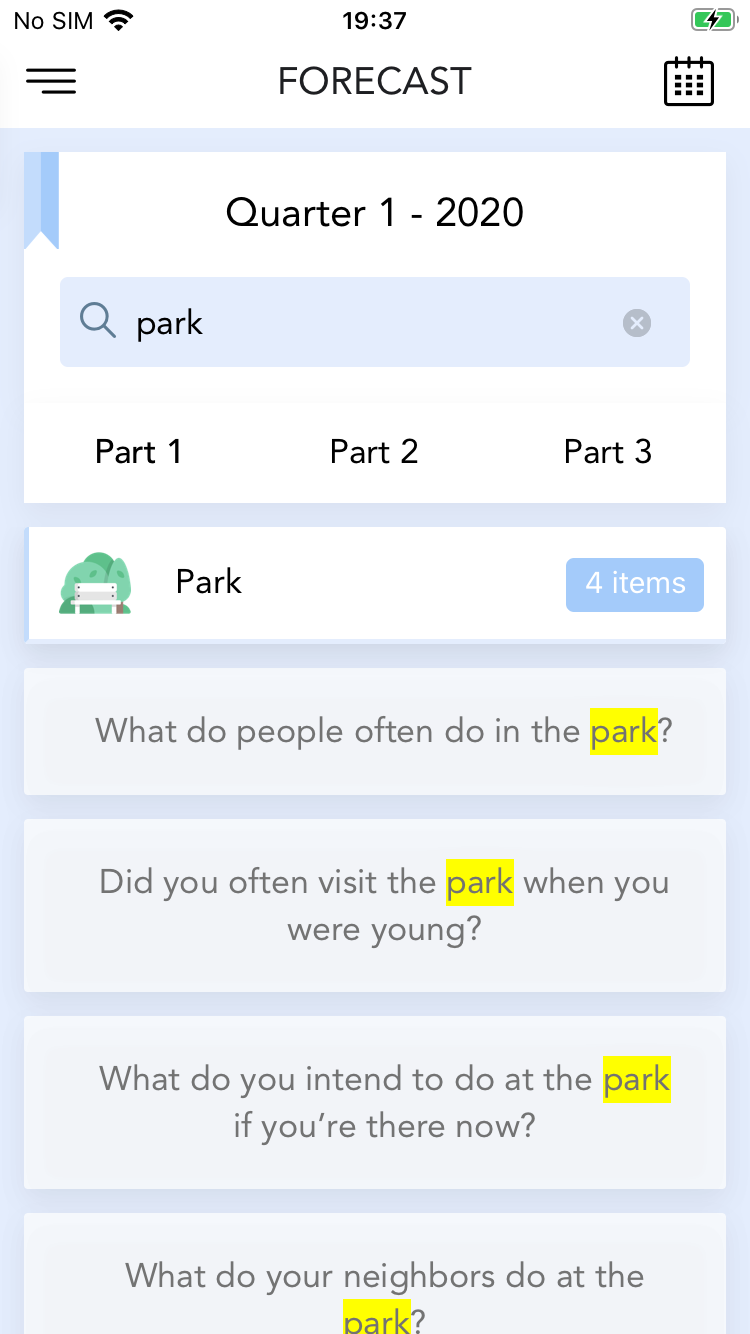 No SIM 19:37
FORECAST
Quarter 1 - 2020
park
Part 1 Part 2 Part 3
Park 4 items
What do people often do in the park?
Did you often visit the park when you
were young?
What do you intend to do at the park
if you’re there now?
What do your neighbors do at the
park?